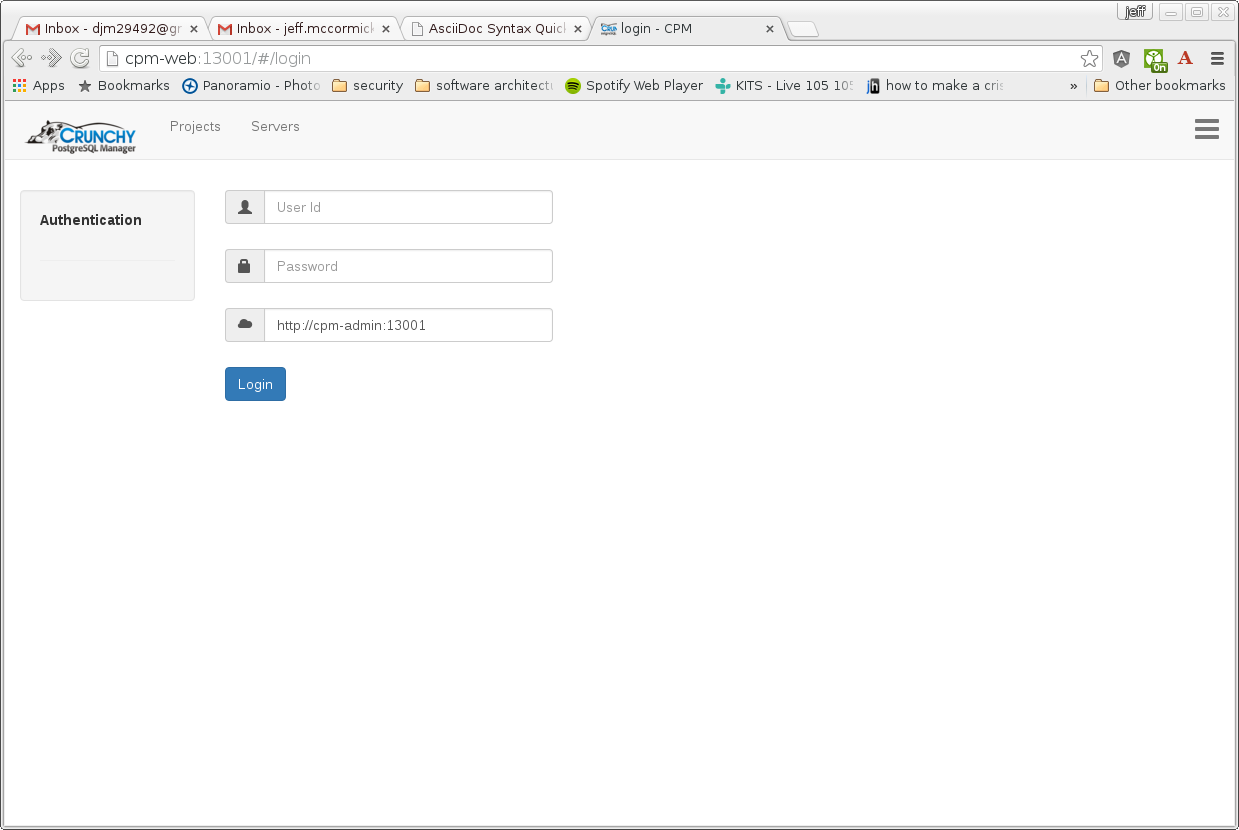 jeff
Inbox - djm29492@gr
Inbox - jeff.mccormick
AsciiDoc Syntax Quick
login - CPM
cpm-web:13001/#/login
A
On
A
Apps
Bookmarks
Panoramio - Photo
security
software architectu
Spotify Web Player
KITS - Live 105 105
jh
how to make a cris
»
Other bookmarks
CRUNCHY
PostgreSQL Manager
Projects
Servers
Authentication
User Id
Password
http://cpm-admin:13001
Login